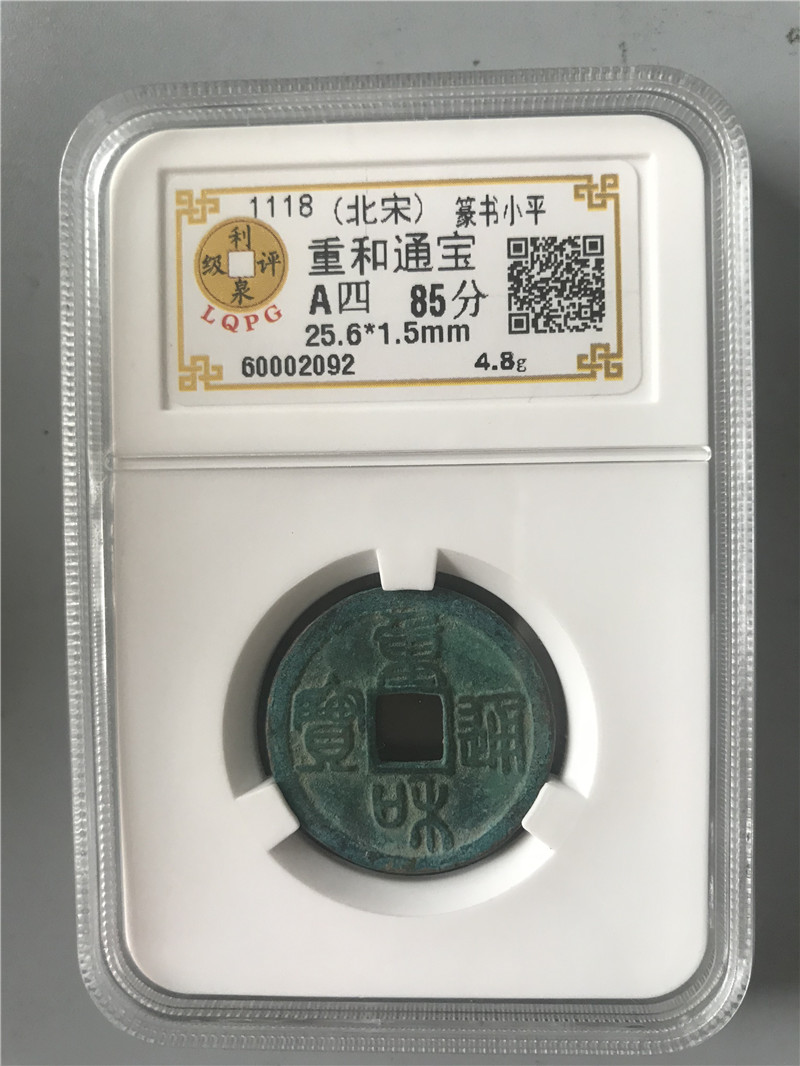 1118（北宋） 篆书小平
利泉评级
LQPG
重和通宝
A四 85分
25.6*1.5mm
60002092 4.8g
重和通寶